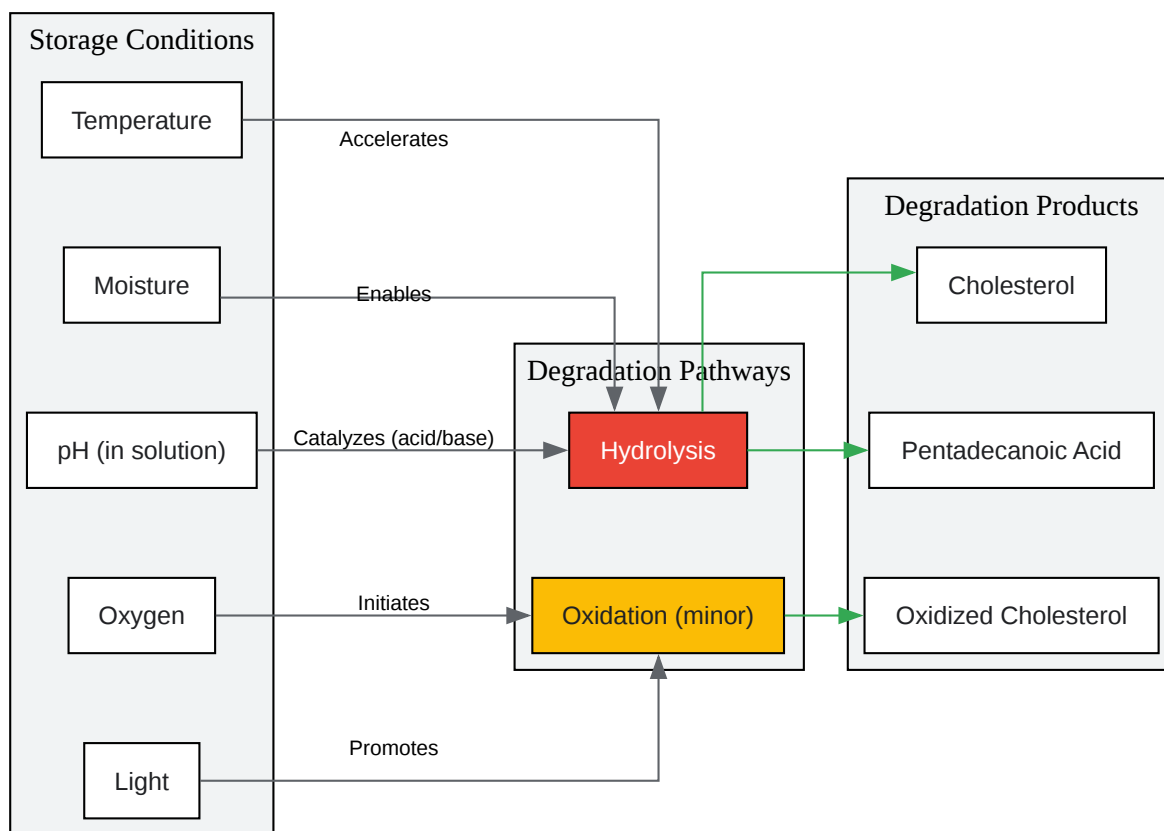 Storage Conditions
Temperature
Accelerates
Moisture
Enables
pH (in solution)
Catalyzes (acid/base)
Oxygen
Initiates
Light
Promotes
Degradation Pathways
Hydrolysis
Oxidation (minor)
Degradation Products
Cholesterol
Pentadecanoic Acid
Oxidized Cholesterol